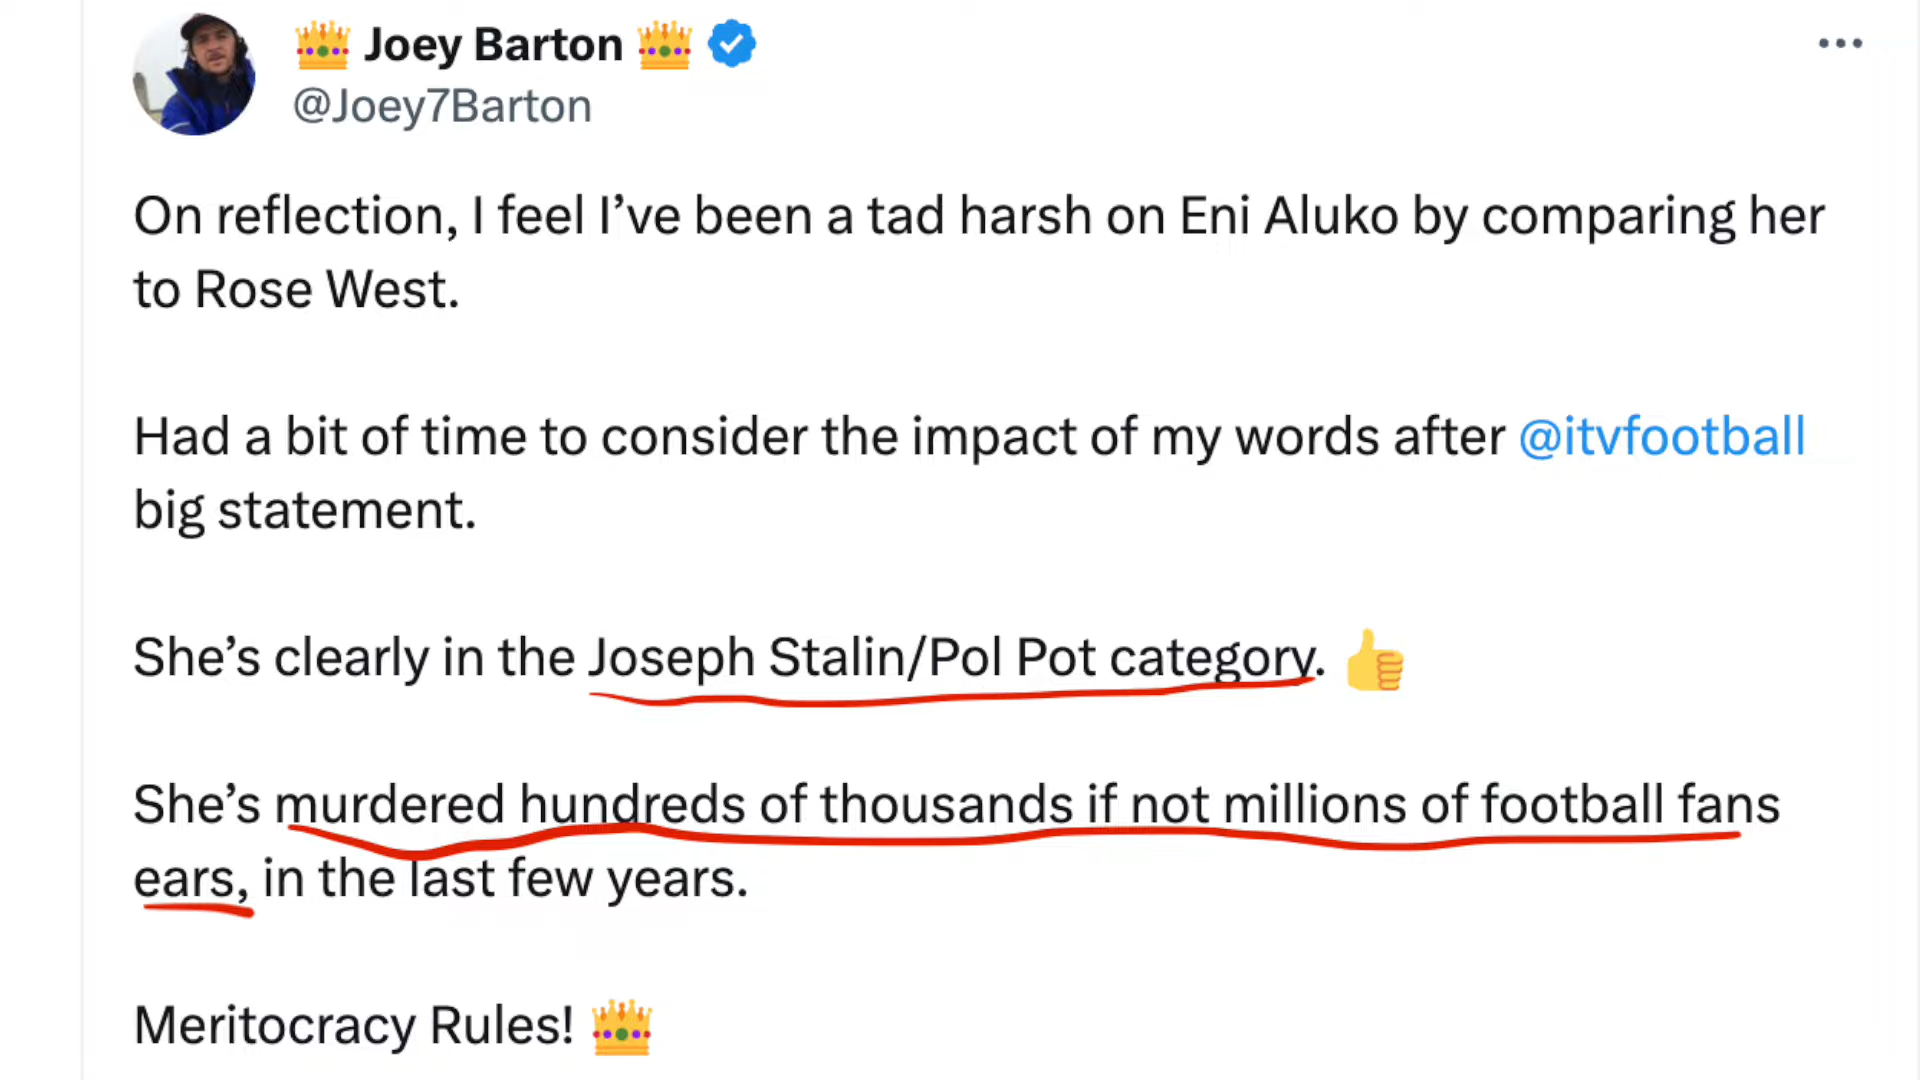 👑 Joey Barton 👑
@Joey7Barton
On reflection, I feel I’ve been a tad harsh on Eni Aluko by comparing her
to Rose West.
Had a bit of time to consider the impact of my words after @itvfootball
big statement.
She’s clearly in the Joseph Stalin/Pol Pot category. 👍
She’s murdered hundreds of thousands if not millions of football fans
ears, in the last few years.
Meritocracy Rules! 👑